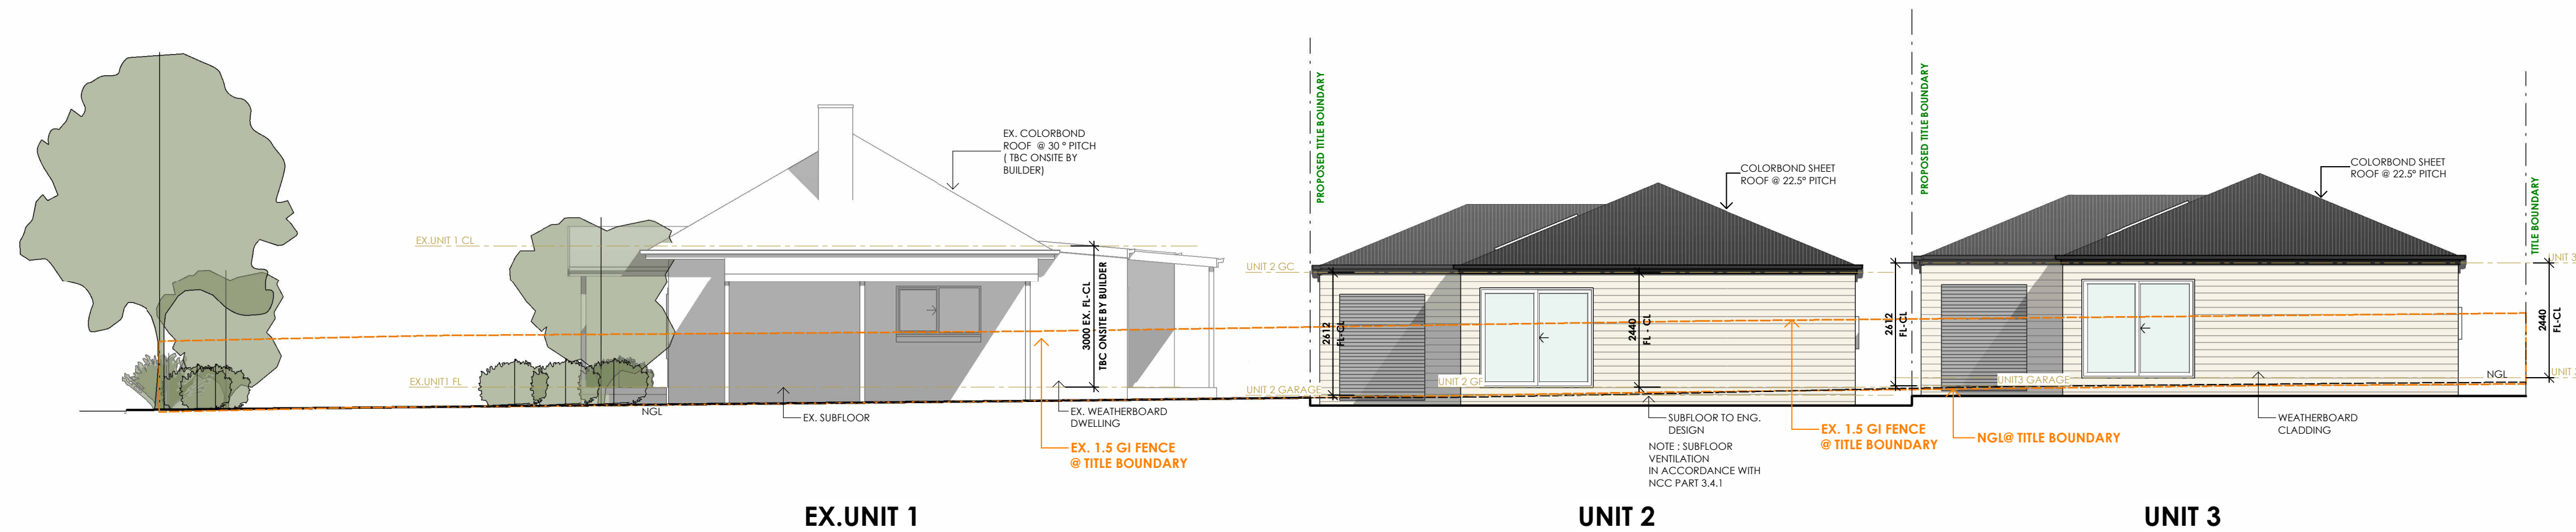 EX. COLORBOND
ROOF @ 30 ° PITCH
( TBC ONSITE BY
BUILDER)
EX.UNIT 1 CL
3000 EX. FL-CL
TBC ONSITE BY BUILDER
EX.UNIT1 FL
NGL
EX. SUBFLOOR
EX. WEATHERBOARD
DWELLING
EX. 1.5 GI FENCE
@ TITLE BOUNDARY
EX.UNIT 1
PROPOSED TITLE BOUNDARY
COLORBOND SHEET
ROOF @ 22.5° PITCH
UNIT 2 GC
2612
FL-CL
2440
FL - CL
UNIT 2 GARAGE
UNIT 2 GF
SUBFLOOR TO ENG.
DESIGN
NOTE : SUBFLOOR
VENTILATION
IN ACCORDANCE WITH
NCC PART 3.4.1
EX. 1.5 GI FENCE
@ TITLE BOUNDARY
UNIT 2
PROPOSED TITLE BOUNDARY
COLORBOND SHEET
ROOF @ 22.5° PITCH
TITLE BOUNDARY
UNIT 3
2612
FL-CL
2440
FL-CL
UNIT3 GARAGE
NGL
UNIT
NGL@ TITLE BOUNDARY
WEATHERBOARD
CLADDING
UNIT 3